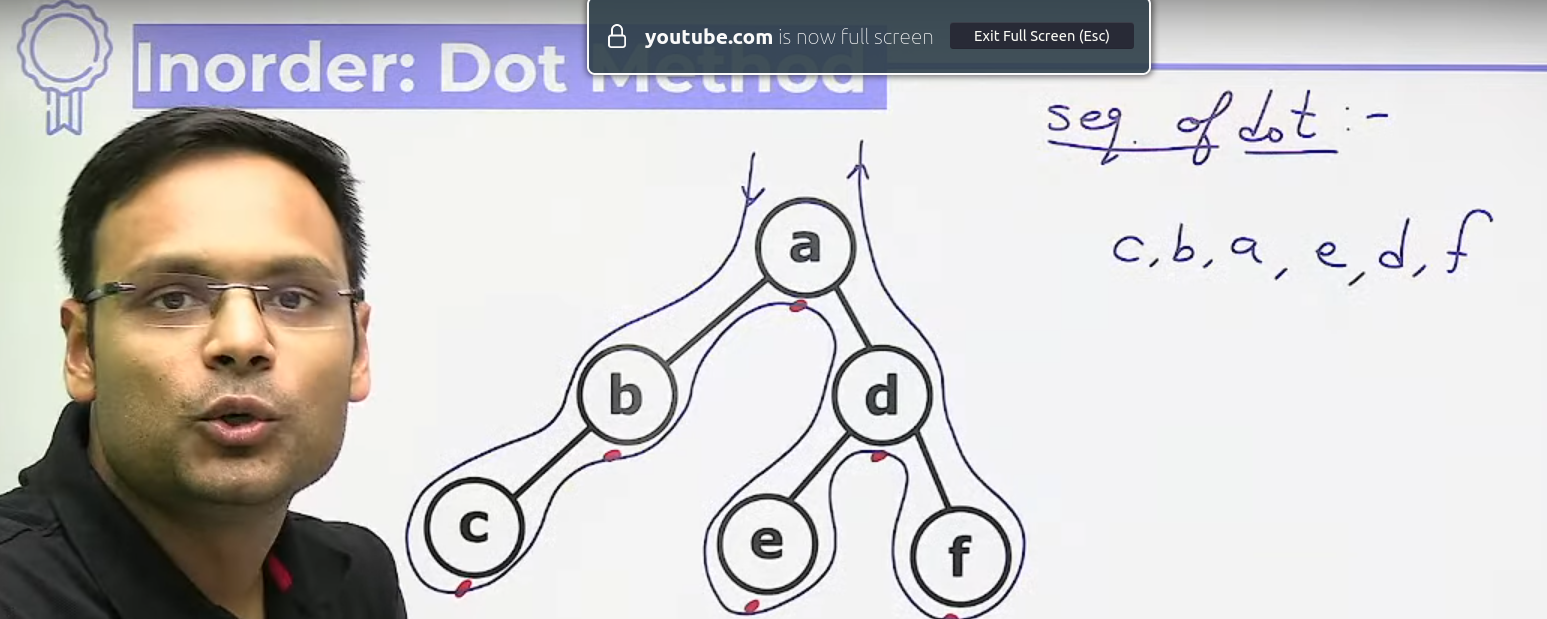 youtube.com is now full screen Exit Full Screen (Esc)
Inorder: Dot Method
seq. of dot :-
c, b, a, e, d, f
a
b d
c e f